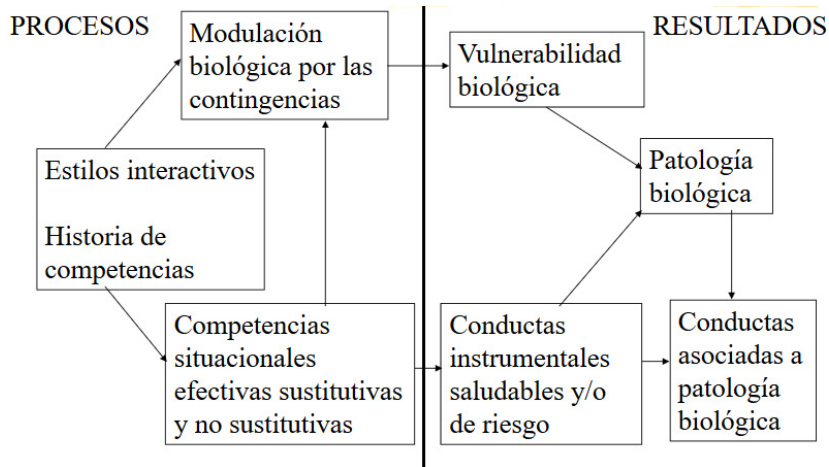 PROCESOS
Modulación
biológica por las
contingencias
Estilos interactivos
Historia de
competencias
Competencias
situacionales
efectivas sustitutivas
y no sustitutivas
RESULTADOS
Vulnerabilidad
biológica
Patología
biológica
Conductas
instrumentales
saludables y/o
de riesgo
Conductas
asociadas a
patología
biológica